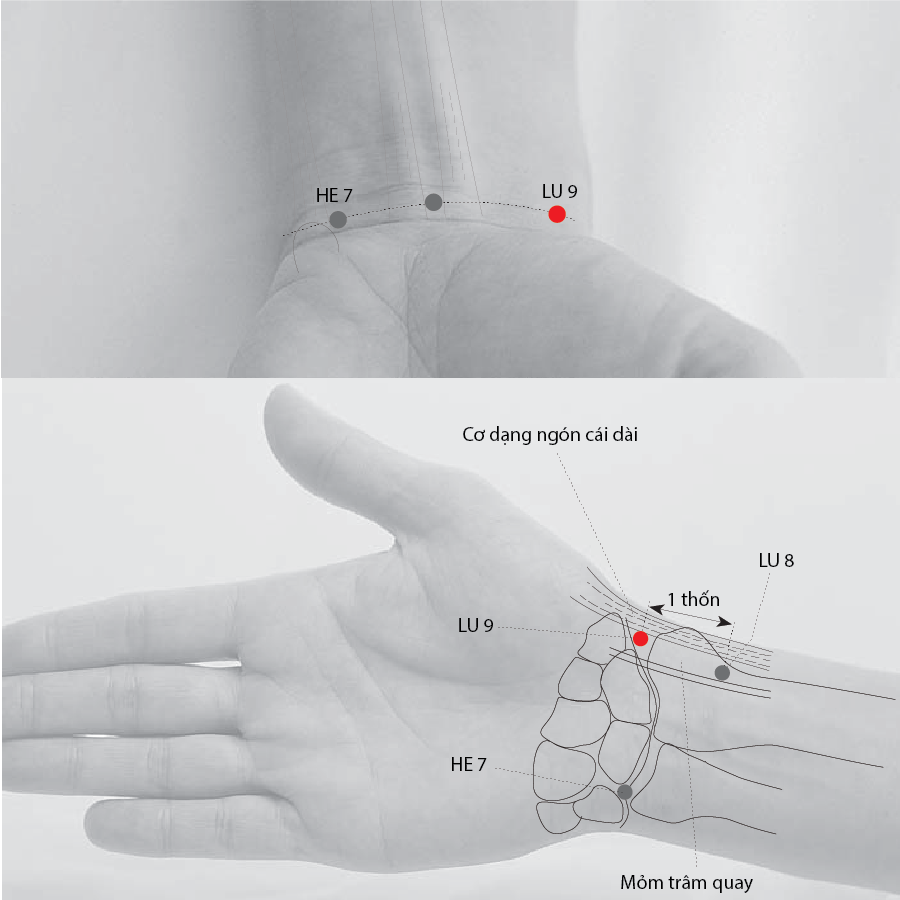 HE 7
LU 9
Cơ dạng ngón cái dài
LU 8
1 thốn
LU 9
HE 7
Mỏm trâm quay